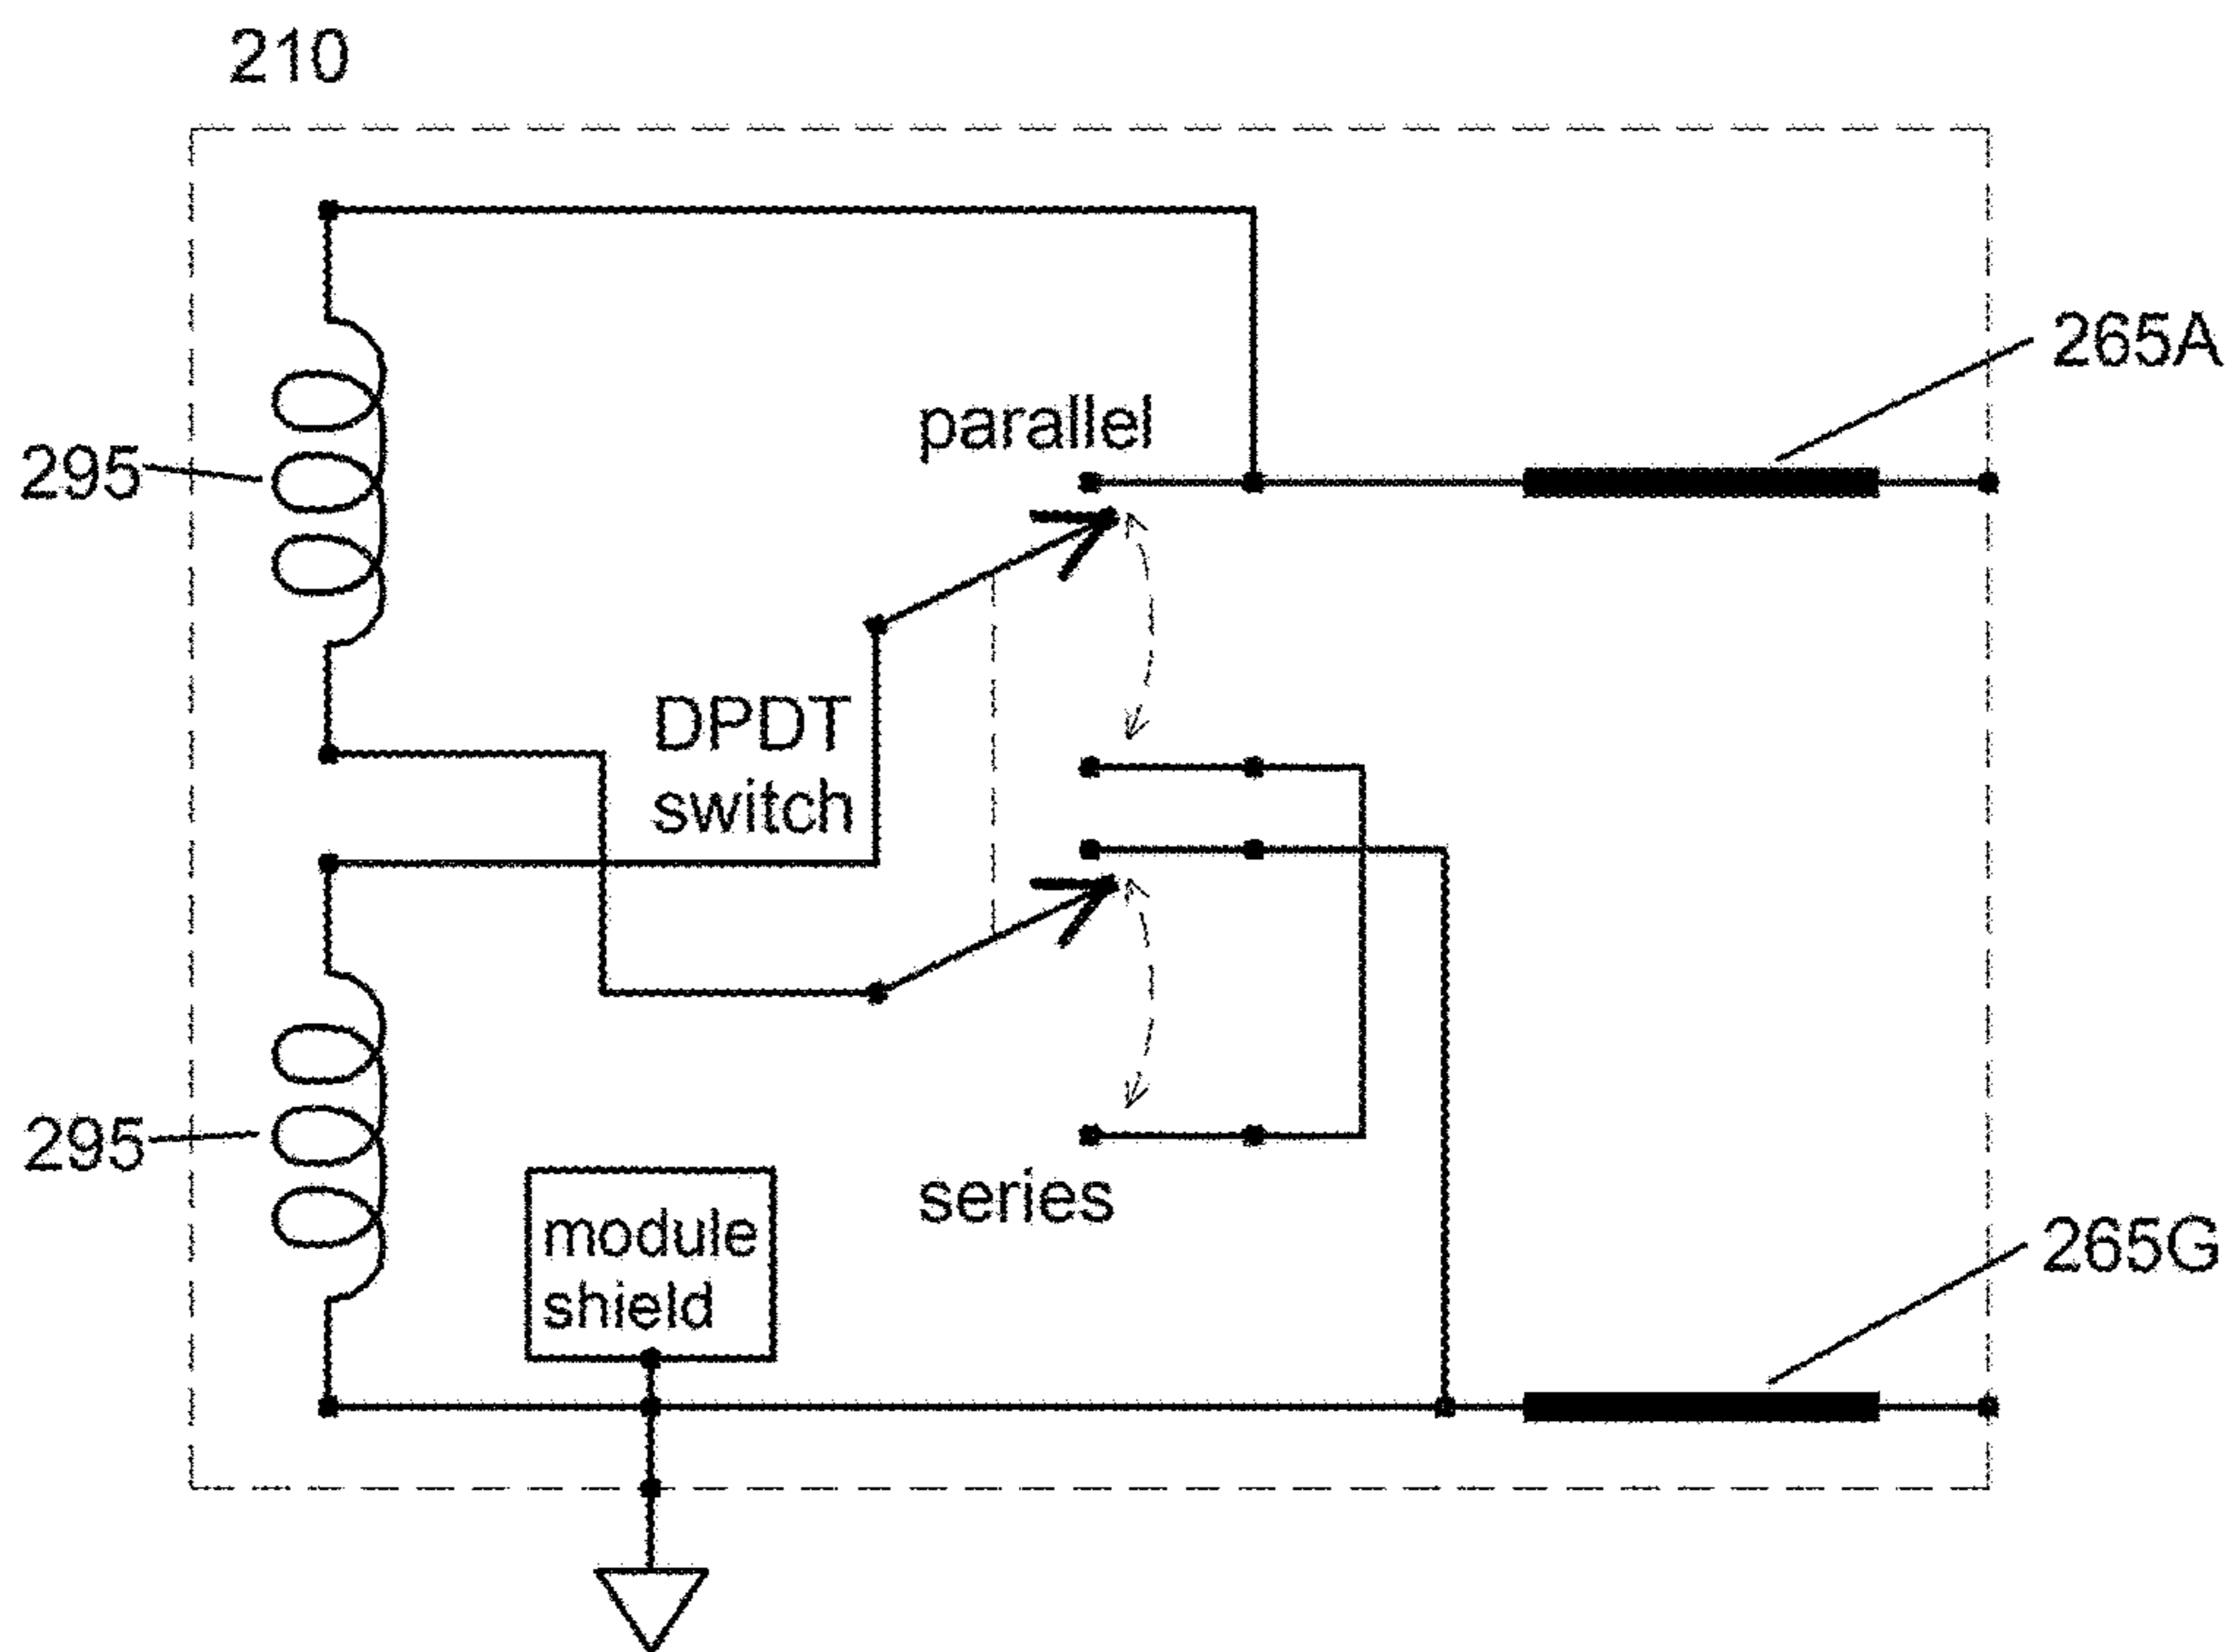 210
265A
parallel
295
DPDT
switch
295
series
module
shield
265G